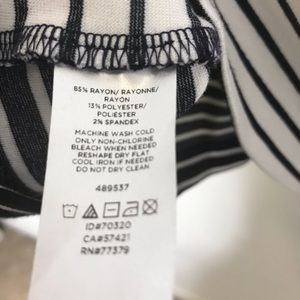 85% RAYON/ RAYONNE/
RAYON
13% POLYESTER/
POLIÉSTER
2% SPANDEX
MACHINE WASH COLD
ONLY NON-CHLORINE
BLEACH WHEN NEEDED
RESHAPE DRY FLAT
COOL IRON IF NEEDED
DO NOT DRY CLEAN
489537
ID#70320
CA#57421
RN#77379